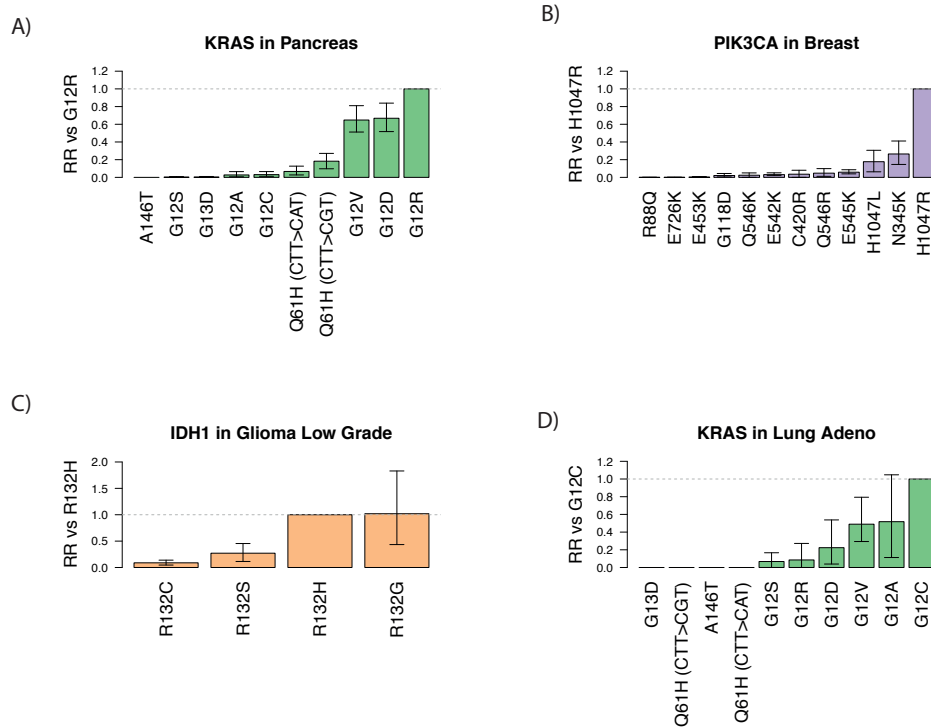 A)
KRAS in Pancreas
RR vs G12R
1.2
1.0
0.8
0.6
0.4
0.2
0.0
A146T
G12S
G13D
G12A
G12C
Q61H (CTT>CAT)
Q61H (CTT>CGT)
G12V
G12D
G12R
B)
PIK3CA in Breast
RR vs H1047R
1.2
1.0
0.8
0.6
0.4
0.2
0.0
R88Q
E726K
E453K
G118D
Q546K
E542K
C420R
Q546R
E545K
H1047L
N345K
H1047R
C)
IDH1 in Glioma Low Grade
RR vs R132H
2.0
1.5
1.0
0.5
0.0
R132C
R132S
R132H
R132G
D)
KRAS in Lung Adeno
RR vs G12C
1.2
1.0
0.8
0.6
0.4
0.2
0.0
G13D
Q61H (CTT>CGT)
A146T
Q61H (CTT>CAT)
G12S
G12R
G12D
G12V
G12A
G12C